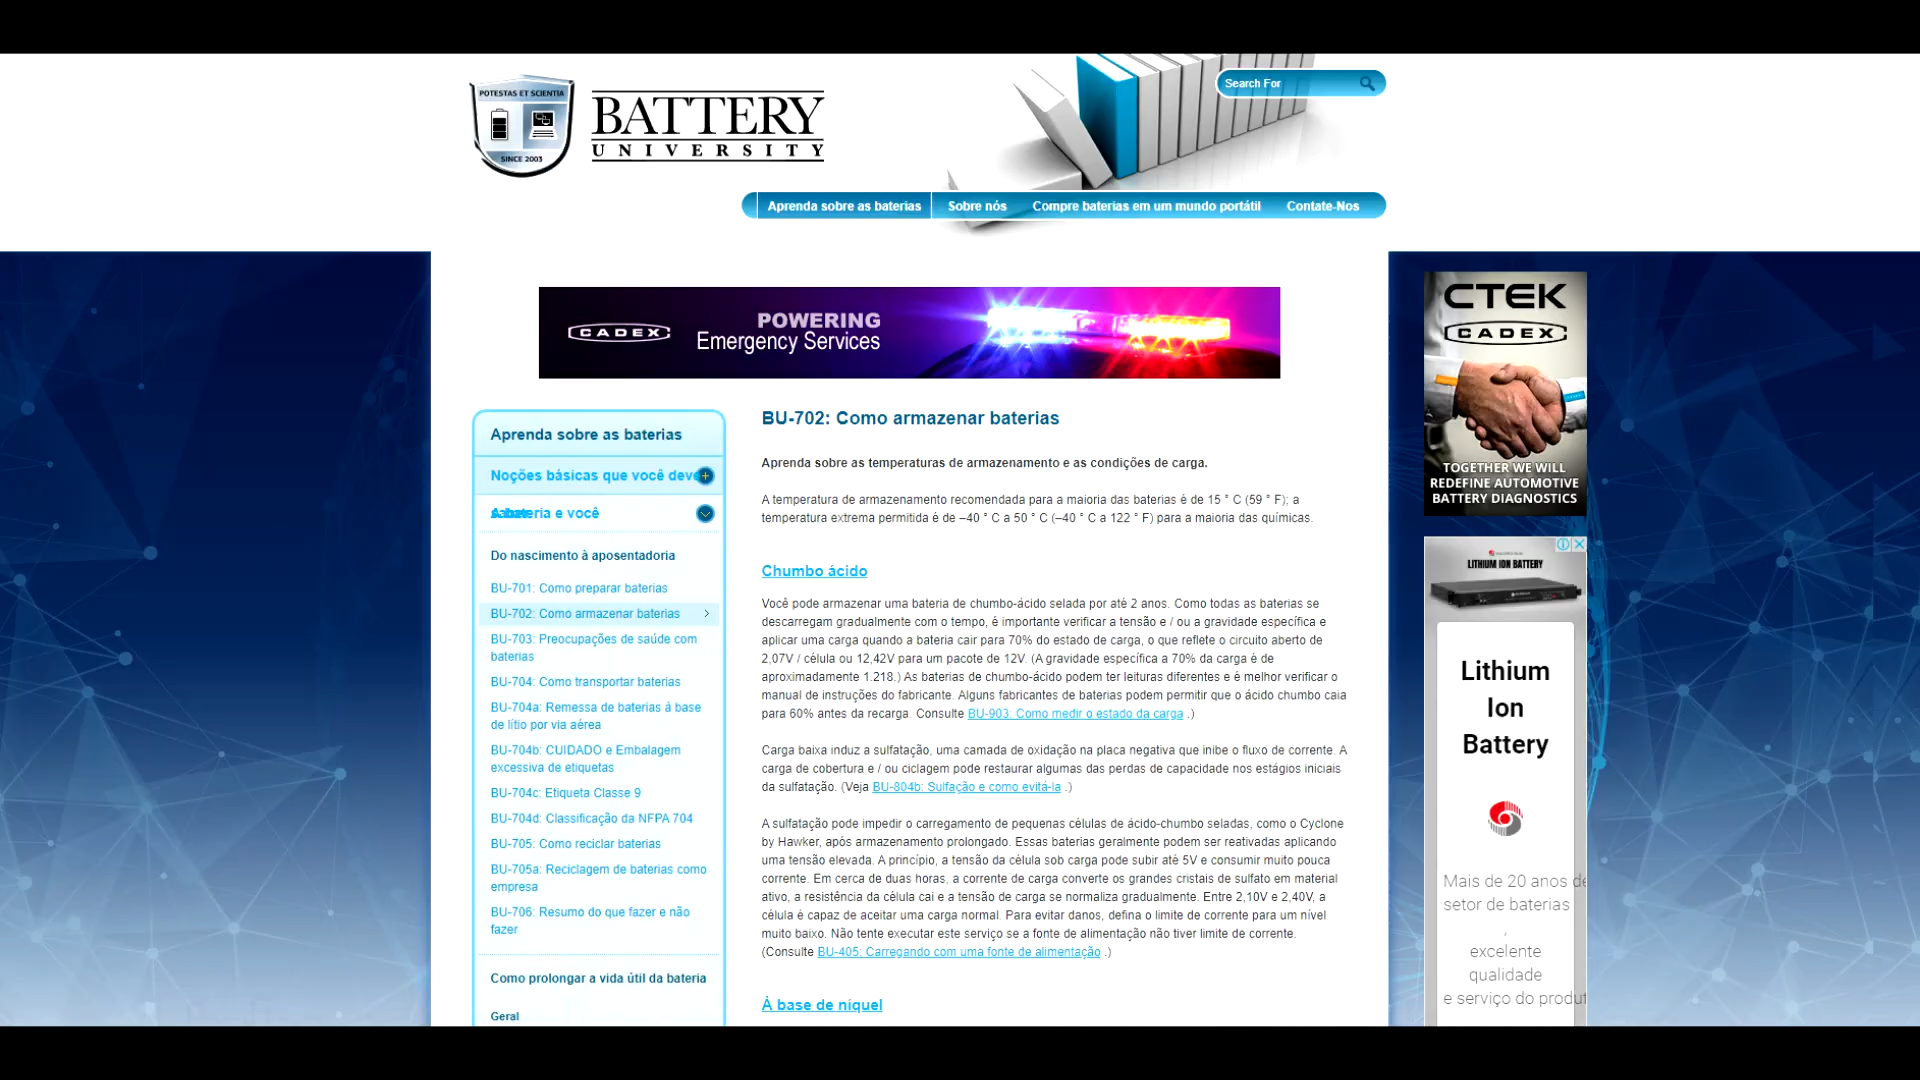 POTESTAS ET SCIENTIA
SINCE 2003
BATTERY
UNIVERSITY
Search For
Aprenda sobre as baterias
Sobre nós
Compre baterias em um mundo portátil
Contate-Nos
CADEX
POWERING
Emergency Services
CTEK
CADEX
TOGETHER WE WILL
REDEFINE AUTOMOTIVE
BATTERY DIAGNOSTICS
Aprenda sobre as baterias
Noções básicas que você deve
A bateria e você
Do nascimento à aposentadoria
BU-701: Como preparar baterias
BU-702: Como armazenar baterias
BU-703: Preocupações de saúde com
baterias
BU-704: Como transportar baterias
BU-704a: Remessa de baterias à base
de lítio por via aérea
BU-704b: CUIDADO e Embalagem
excessiva de etiquetas
BU-704c: Etiqueta Classe 9
BU-704d: Classificação da NFPA 704
BU-705: Como reciclar baterias
BU-705a: Reciclagem de baterias como
empresa
BU-706: Resumo do que fazer e não
fazer
Como prolongar a vida útil da bateria
Geral
BU-702: Como armazenar baterias
Aprenda sobre as temperaturas de armazenamento e as condições de carga.
A temperatura de armazenamento recomendada para a maioria das baterias é de 15 ° C (59 ° F); a
temperatura extrema permitida é de –40 ° C a 50 ° C (–40 ° C a 122 ° F) para a maioria das químicas.
Chumbo ácido
Você pode armazenar uma bateria de chumbo-ácido selada por até 2 anos. Como todas as baterias se
descarregam gradualmente com o tempo, é importante verificar a tensão e / ou a gravidade específica e
aplicar uma carga quando a bateria cair para 70% do estado de carga, o que reflete o circuito aberto de
2,07V / célula ou 12,42V para um pacote de 12V. (A gravidade específica a 70% da carga é de
aproximadamente 1.218.) As baterias de chumbo-ácido podem ter leituras diferentes e é melhor verificar o
manual de instruções do fabricante. Alguns fabricantes de baterias podem permitir que o ácido chumbo caia
para 60% antes da recarga. Consulte BU-903: Como medir o estado da carga .)
Carga baixa induz a sulfatação, uma camada de oxidação na placa negativa que inibe o fluxo de corrente. A
carga de cobertura e / ou ciclagem pode restaurar algumas das perdas de capacidade nos estágios iniciais
da sulfatação. (Veja BU-804b: Sulfação e como evitá-la .)
A sulfatação pode impedir o carregamento de pequenas células de ácido-chumbo seladas, como o Cyclone
by Hawker, após armazenamento prolongado. Essas baterias geralmente podem ser reativadas aplicando
uma tensão elevada. A princípio, a tensão da célula sob carga pode subir até 5V e consumir muito pouca
corrente. Em cerca de duas horas, a corrente de carga converte os grandes cristais de sulfato em material
ativo, a resistência da célula cai e a tensão de carga se normaliza gradualmente. Entre 2,10V e 2,40V, a
célula é capaz de aceitar uma carga normal. Para evitar danos, defina o limite de corrente para um nível
muito baixo. Não tente executar este serviço se a fonte de alimentação não tiver limite de corrente.
(Consulte BU-405: Carregando com uma fonte de alimentação .)
À base de níquel
LITHIUM ION BATTERY
Lithium
Ion
Battery
Mais de 20 anos de
setor de baterias
,
excelente
qualidade
e serviço do produt